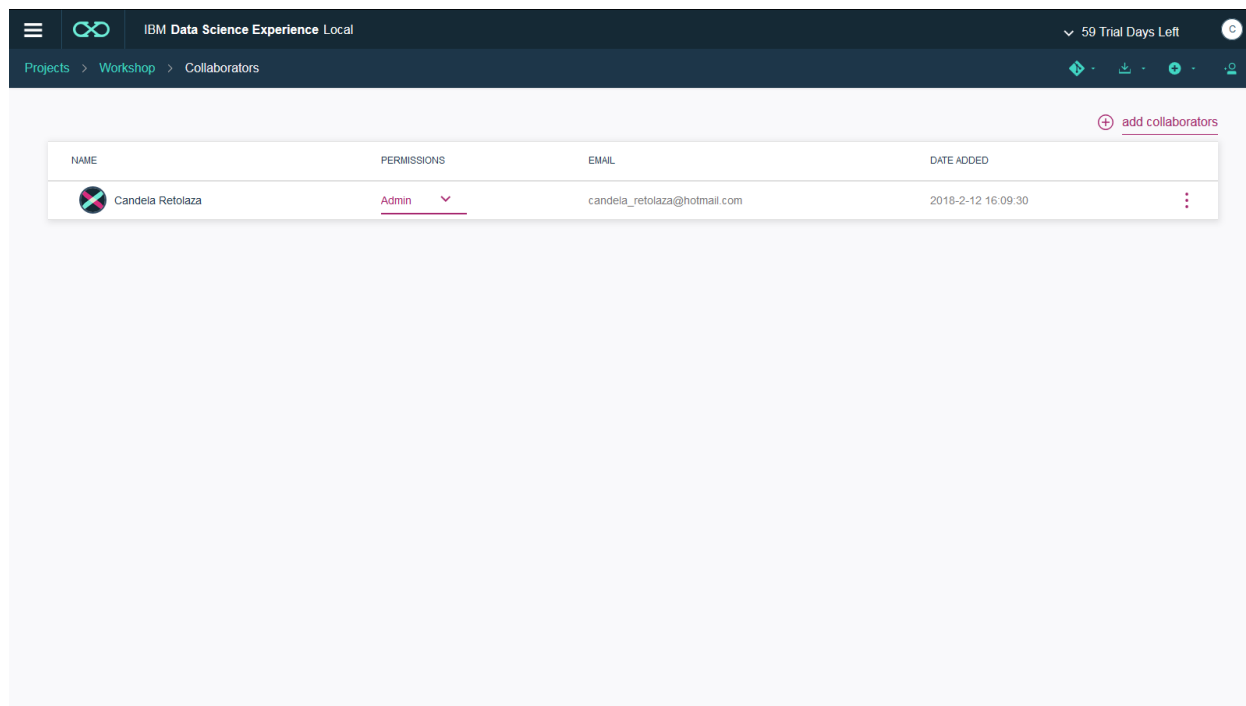 IBM Data Science Experience Local
59 Trial Days Left
C
Projects > Workshop > Collaborators
add collaborators
NAME PERMISSIONS EMAIL DATE ADDED
Candela Retolaza Admin candela_retolaza@hotmail.com 2018-2-12 16:09:30